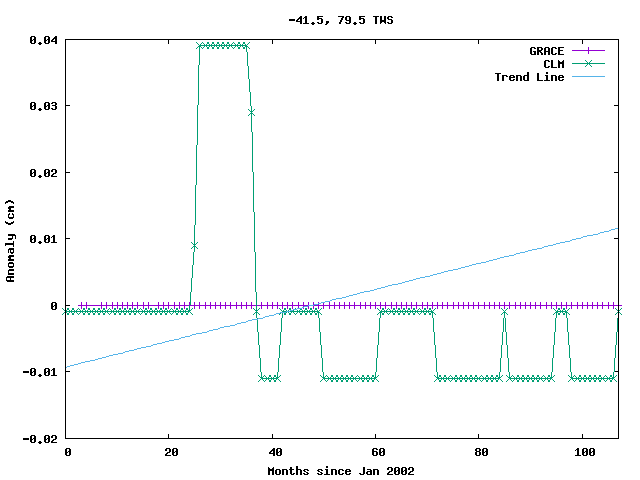 -41.5, 79.5 TWS
GRACE
CLM
Trend Line
0.04
0.03
0.02
0.01
0
-0.01
-0.02
Anomaly (cm)
0 20 40 60 80 100
Months since Jan 2002